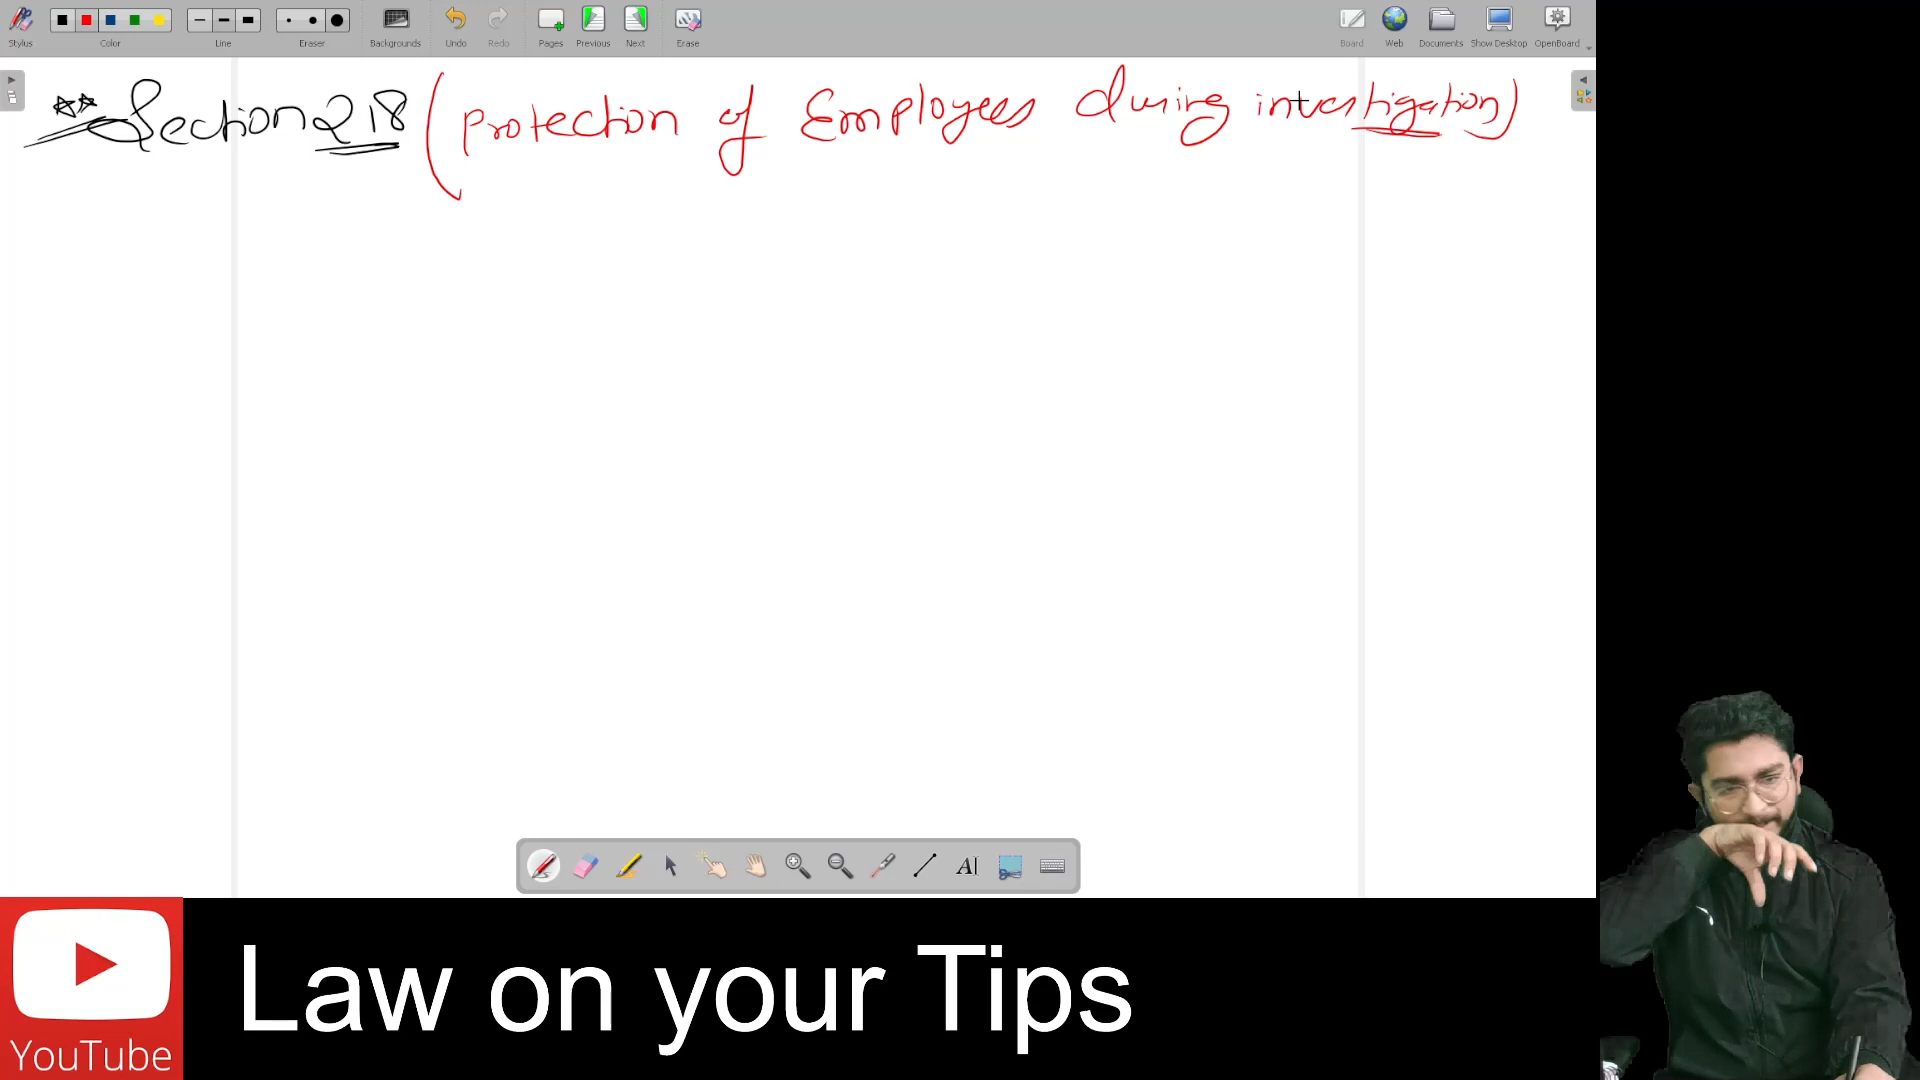 Stylus
Color
Line
Eraser
Backgrounds
Undo
Redo
Pages
Previous
Next
Erase
Board
Web
Documents
Show Desktop
OpenBoard
Section 218 (protection of Employees during investigation)
AI
YouTube
Law on your Tips